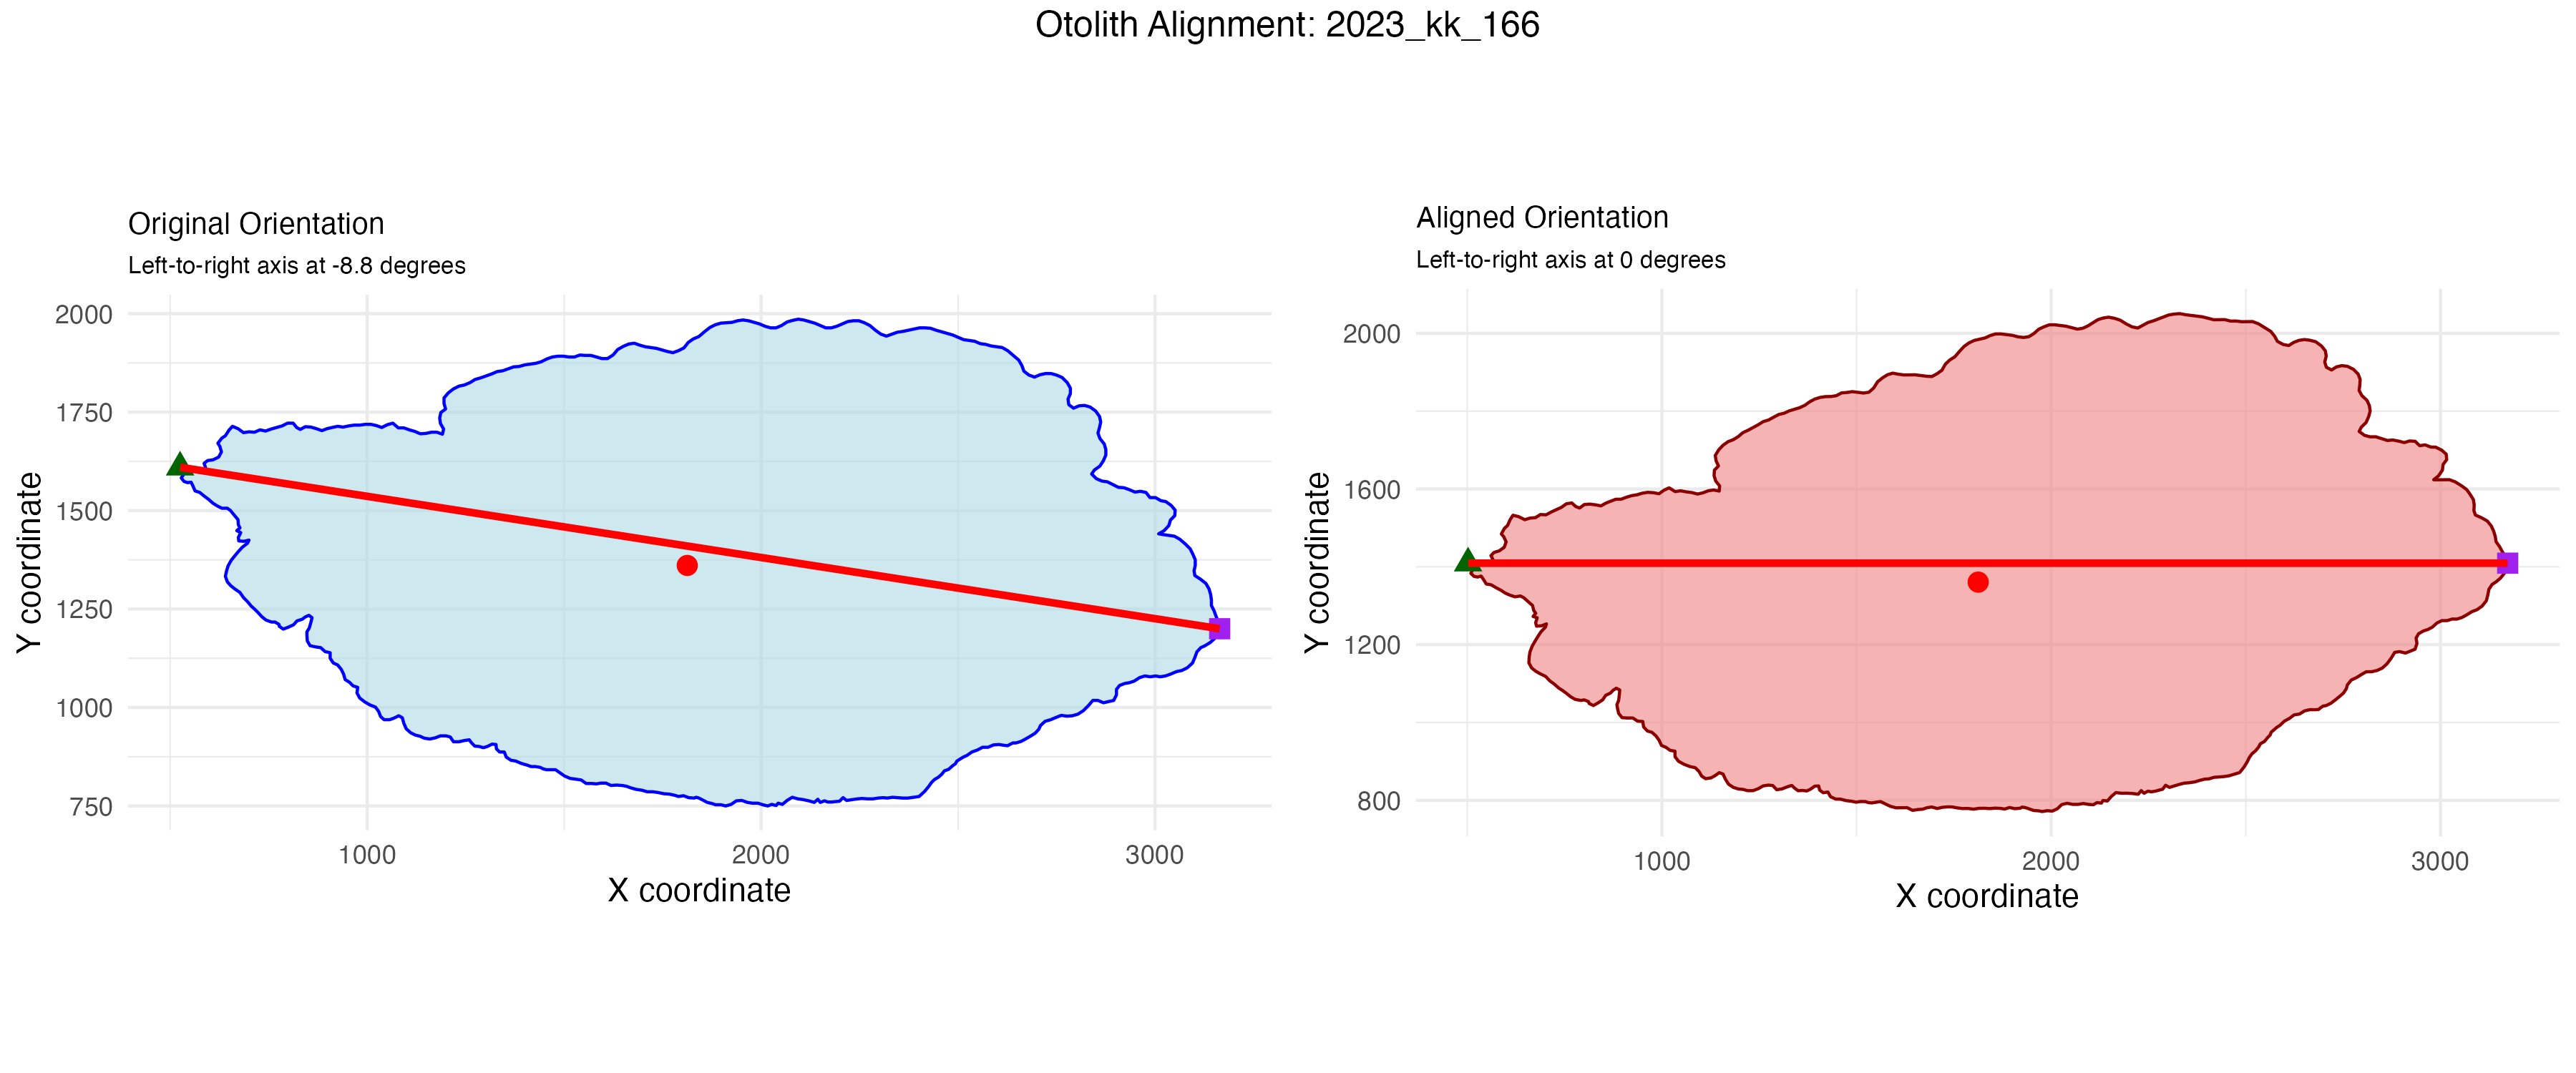 Otolith Alignment: 2023_kk_166
Original Orientation
Left-to-right axis at -8.8 degrees
2000
1750
1500
1250
1000
750
Y coordinate
1000 2000 3000
X coordinate
Aligned Orientation
Left-to-right axis at 0 degrees
2000
1600
1200
800
Y coordinate
1000 2000 3000
X coordinate